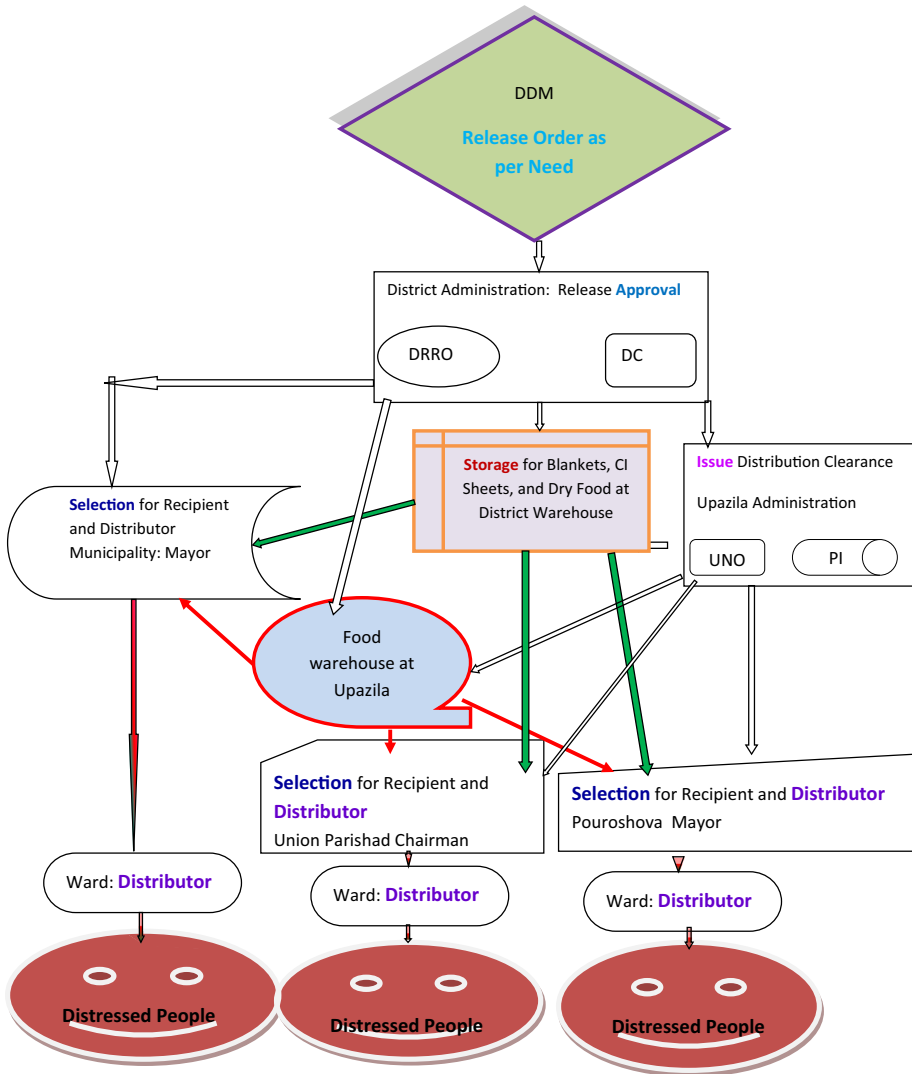 DDM
Release Order as
per Need
District Administration: Release Approval
DRRO
DC
Storage for Blankets, CI
Sheets, and Dry Food at
District Warehouse
Issue Distribution Clearance
Upazila Administration
UNO
PI
Selection for Recipient
and Distributor
Municipality: Mayor
Food
warehouse at
Upazila
Selection for Recipient and
Distributor
Union Parishad Chairman
Selection for Recipient and Distributor
Pouroshova Mayor
Ward: Distributor
Ward: Distributor
Ward: Distributor
Distressed People
Distressed People
Distressed People